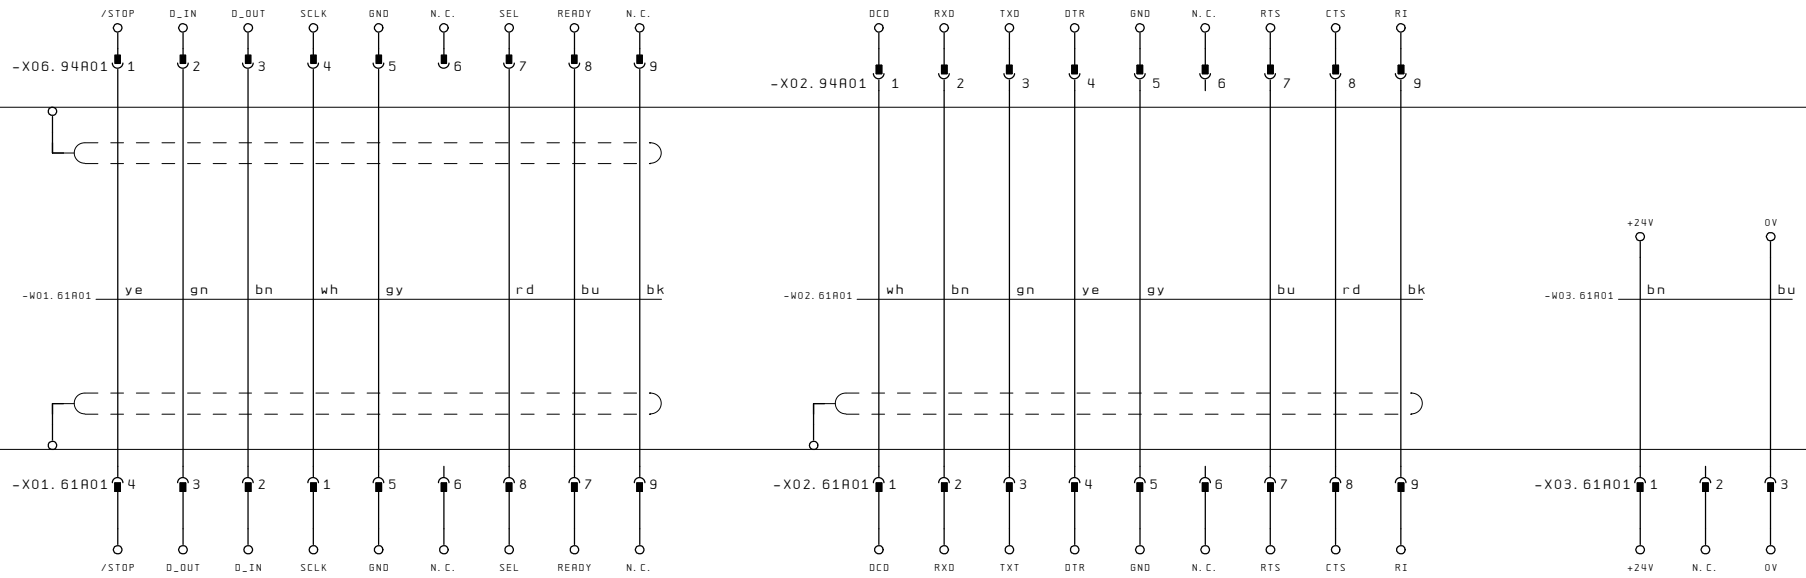 /STOP D_IN D_OUT SCLK GND N.C. SEL READY N.C. DCD RXD TXD DTR GND N.C. RTS CTS RI
-X06.94A01 1 2 3 4 5 6 7 8 9
-X02.94A01 1 2 3 4 5 6 7 8 9
+24V 0V
-W01.61A01 ye gn bn wh gy rd bu bk
-W02.61A01 wh bn gn ye gy bu rd bk
-W03.61A01 bn bu
-X01.61A01 4 3 2 1 5 6 8 7 9
-X02.61A01 1 2 3 4 5 6 7 8 9
-X03.61A01 1 2 3
/STOP D_OUT D_IN SCLK GND N.C. SEL READY N.C. DCD RXD TXT DTR GND N.C. RTS CTS RI +24V N.C. 0V